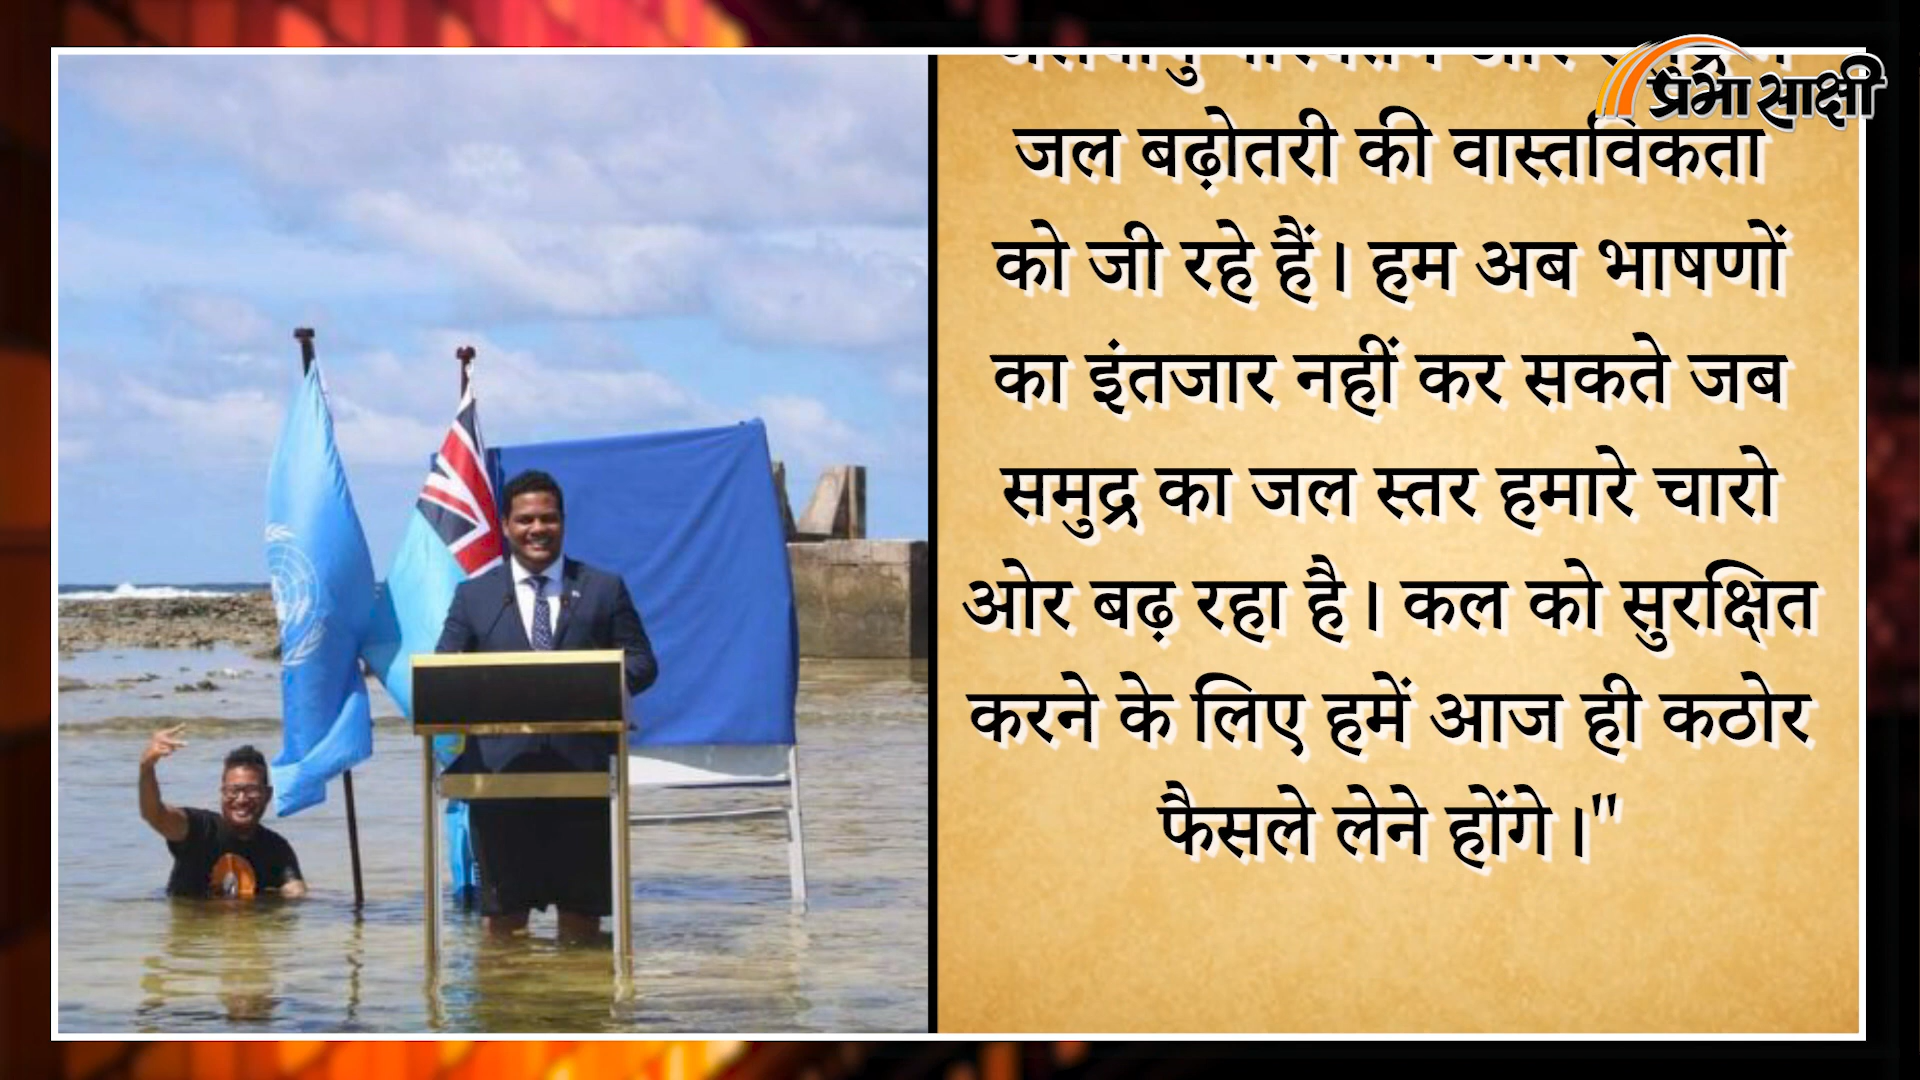 प्रभा साक्षी
जल बढ़ोतरी की वास्तविकता
को जी रहे हैं। हम अब भाषणों
का इंतजार नहीं कर सकते जब
समुद्र का जल स्तर हमारे चारो
ओर बढ़ रहा है। कल को सुरक्षित
करने के लिए हमें आज ही कठोर
फैसले लेने होंगे।"